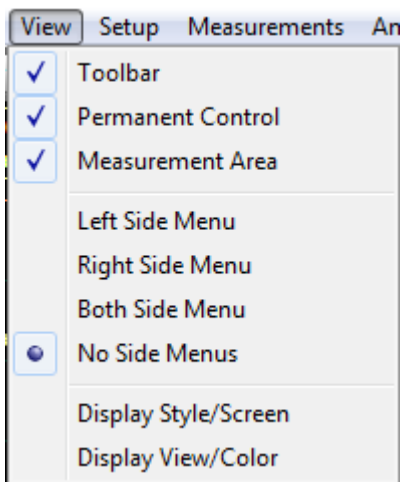 View Setup Measurements An
Toolbar
Permanent Control
Measurement Area
Left Side Menu
Right Side Menu
Both Side Menu
No Side Menus
Display Style/Screen
Display View/Color